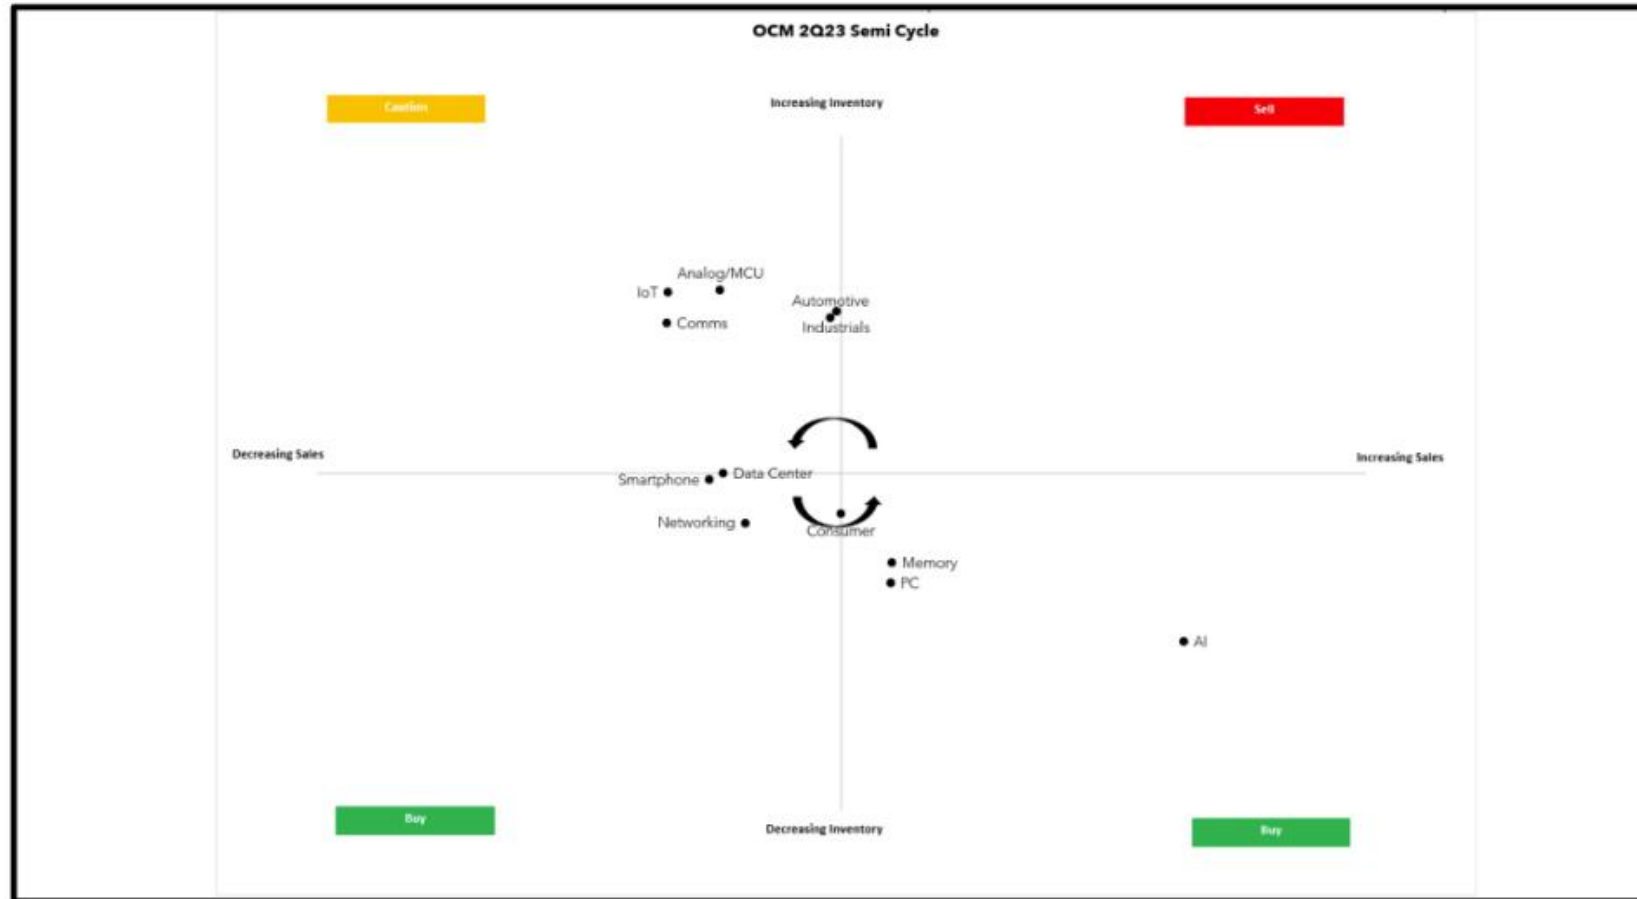 OCM 2Q23 Semi Cycle
Caution
Increasing Inventory
Sell
Analog/MCU
IoT
Comms
Automotive
Industrials
Decreasing Sales
Increasing Sales
Data Center
Smartphone
Networking
Consumer
Memory
PC
AI
Buy
Decreasing Inventory
Buy